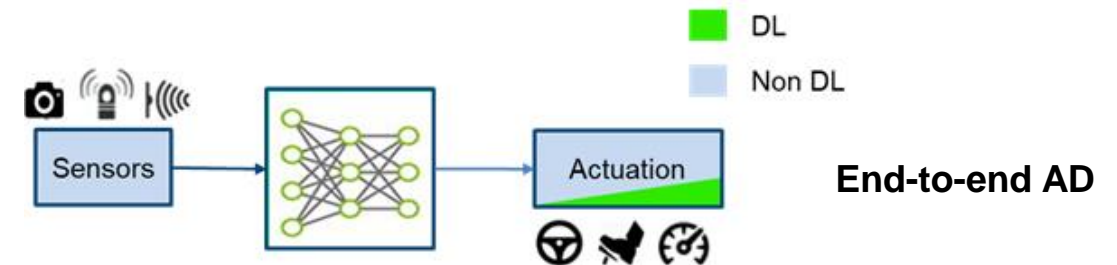 DL
Non DL
Sensors
Actuation
End-to-end AD